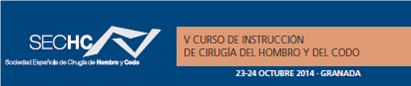 SECHC
Sociedad Española de Cirugía de Hombro y Codo
V CURSO DE INSTRUCCIÓN
DE CIRUGÍA DEL HOMBRO Y DEL CODO
23-24 OCTUBRE 2014 · GRANADA